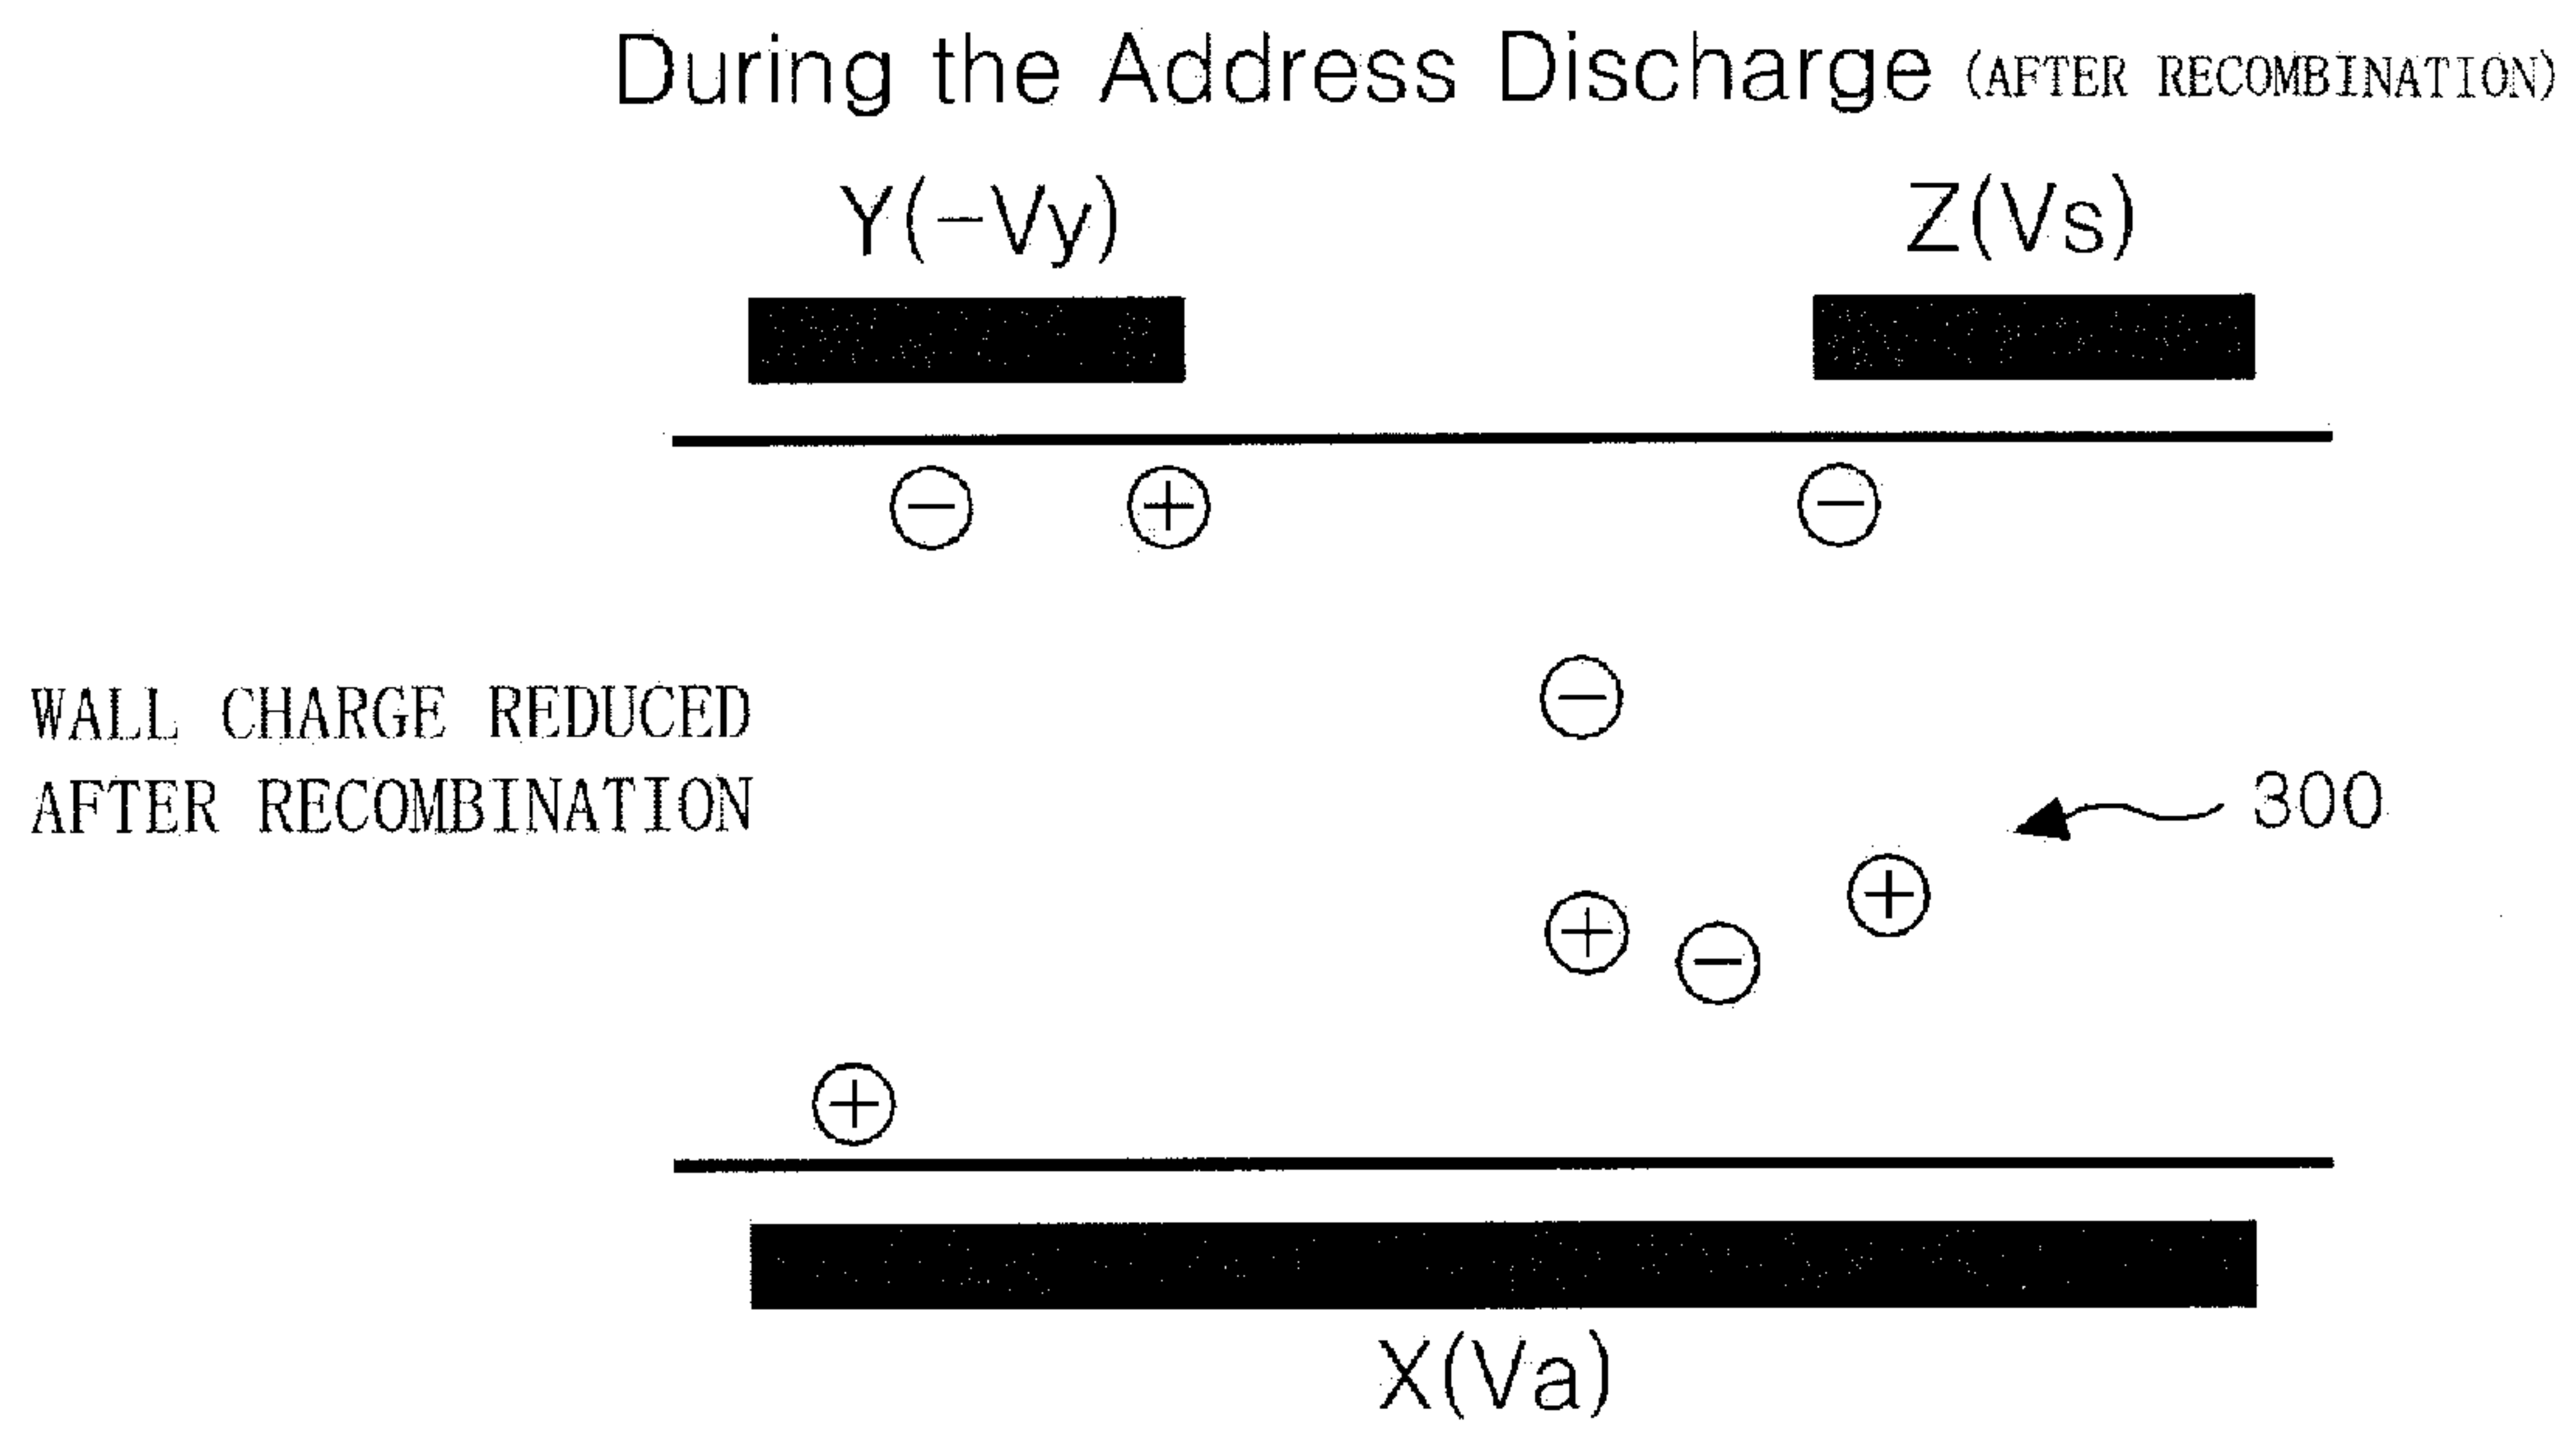 During the Address Discharge (AFTER RECOMBINATION)
Y(-Vy) Z(Vs)
WALL CHARGE REDUCED
AFTER RECOMBINATION
300
X(Va)